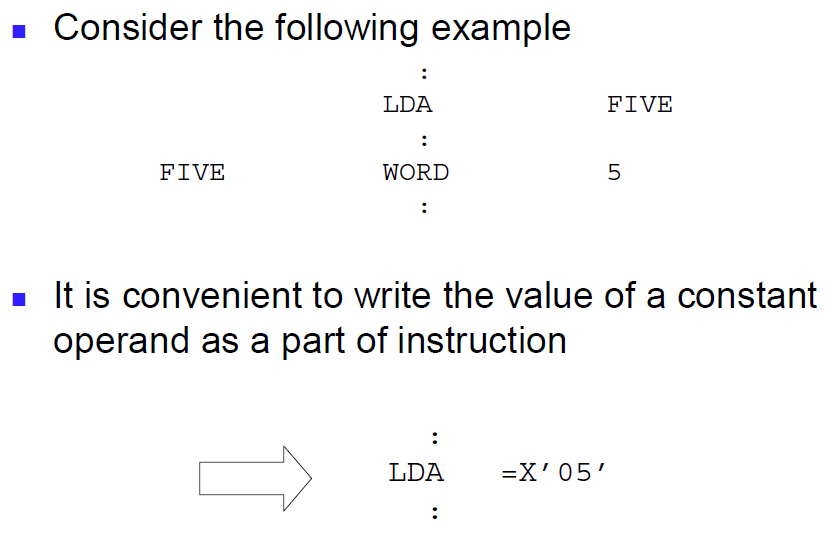 Consider the following example
:
LDA FIVE
:
FIVE WORD 5
:
It is convenient to write the value of a constant
operand as a part of instruction
:
LDA =X’05’
: